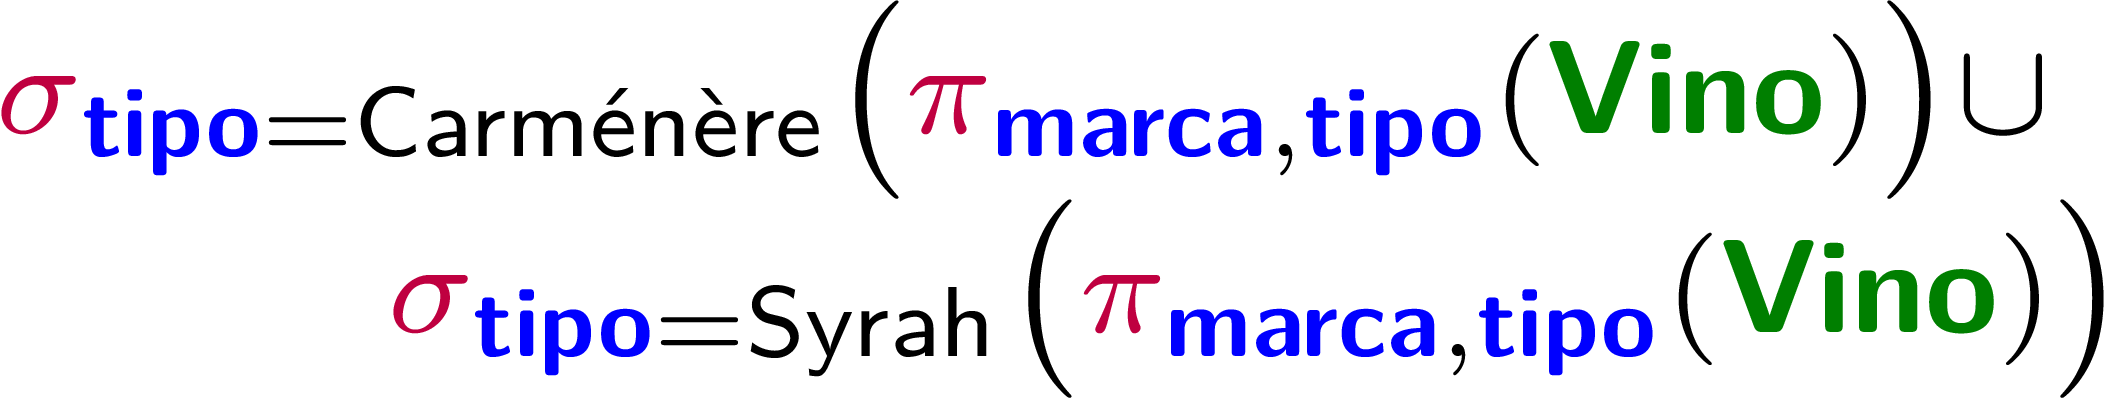 σ tipo=Carménère (π marca,tipo(Vino)) ∪
σ tipo=Syrah (π marca,tipo(Vino))